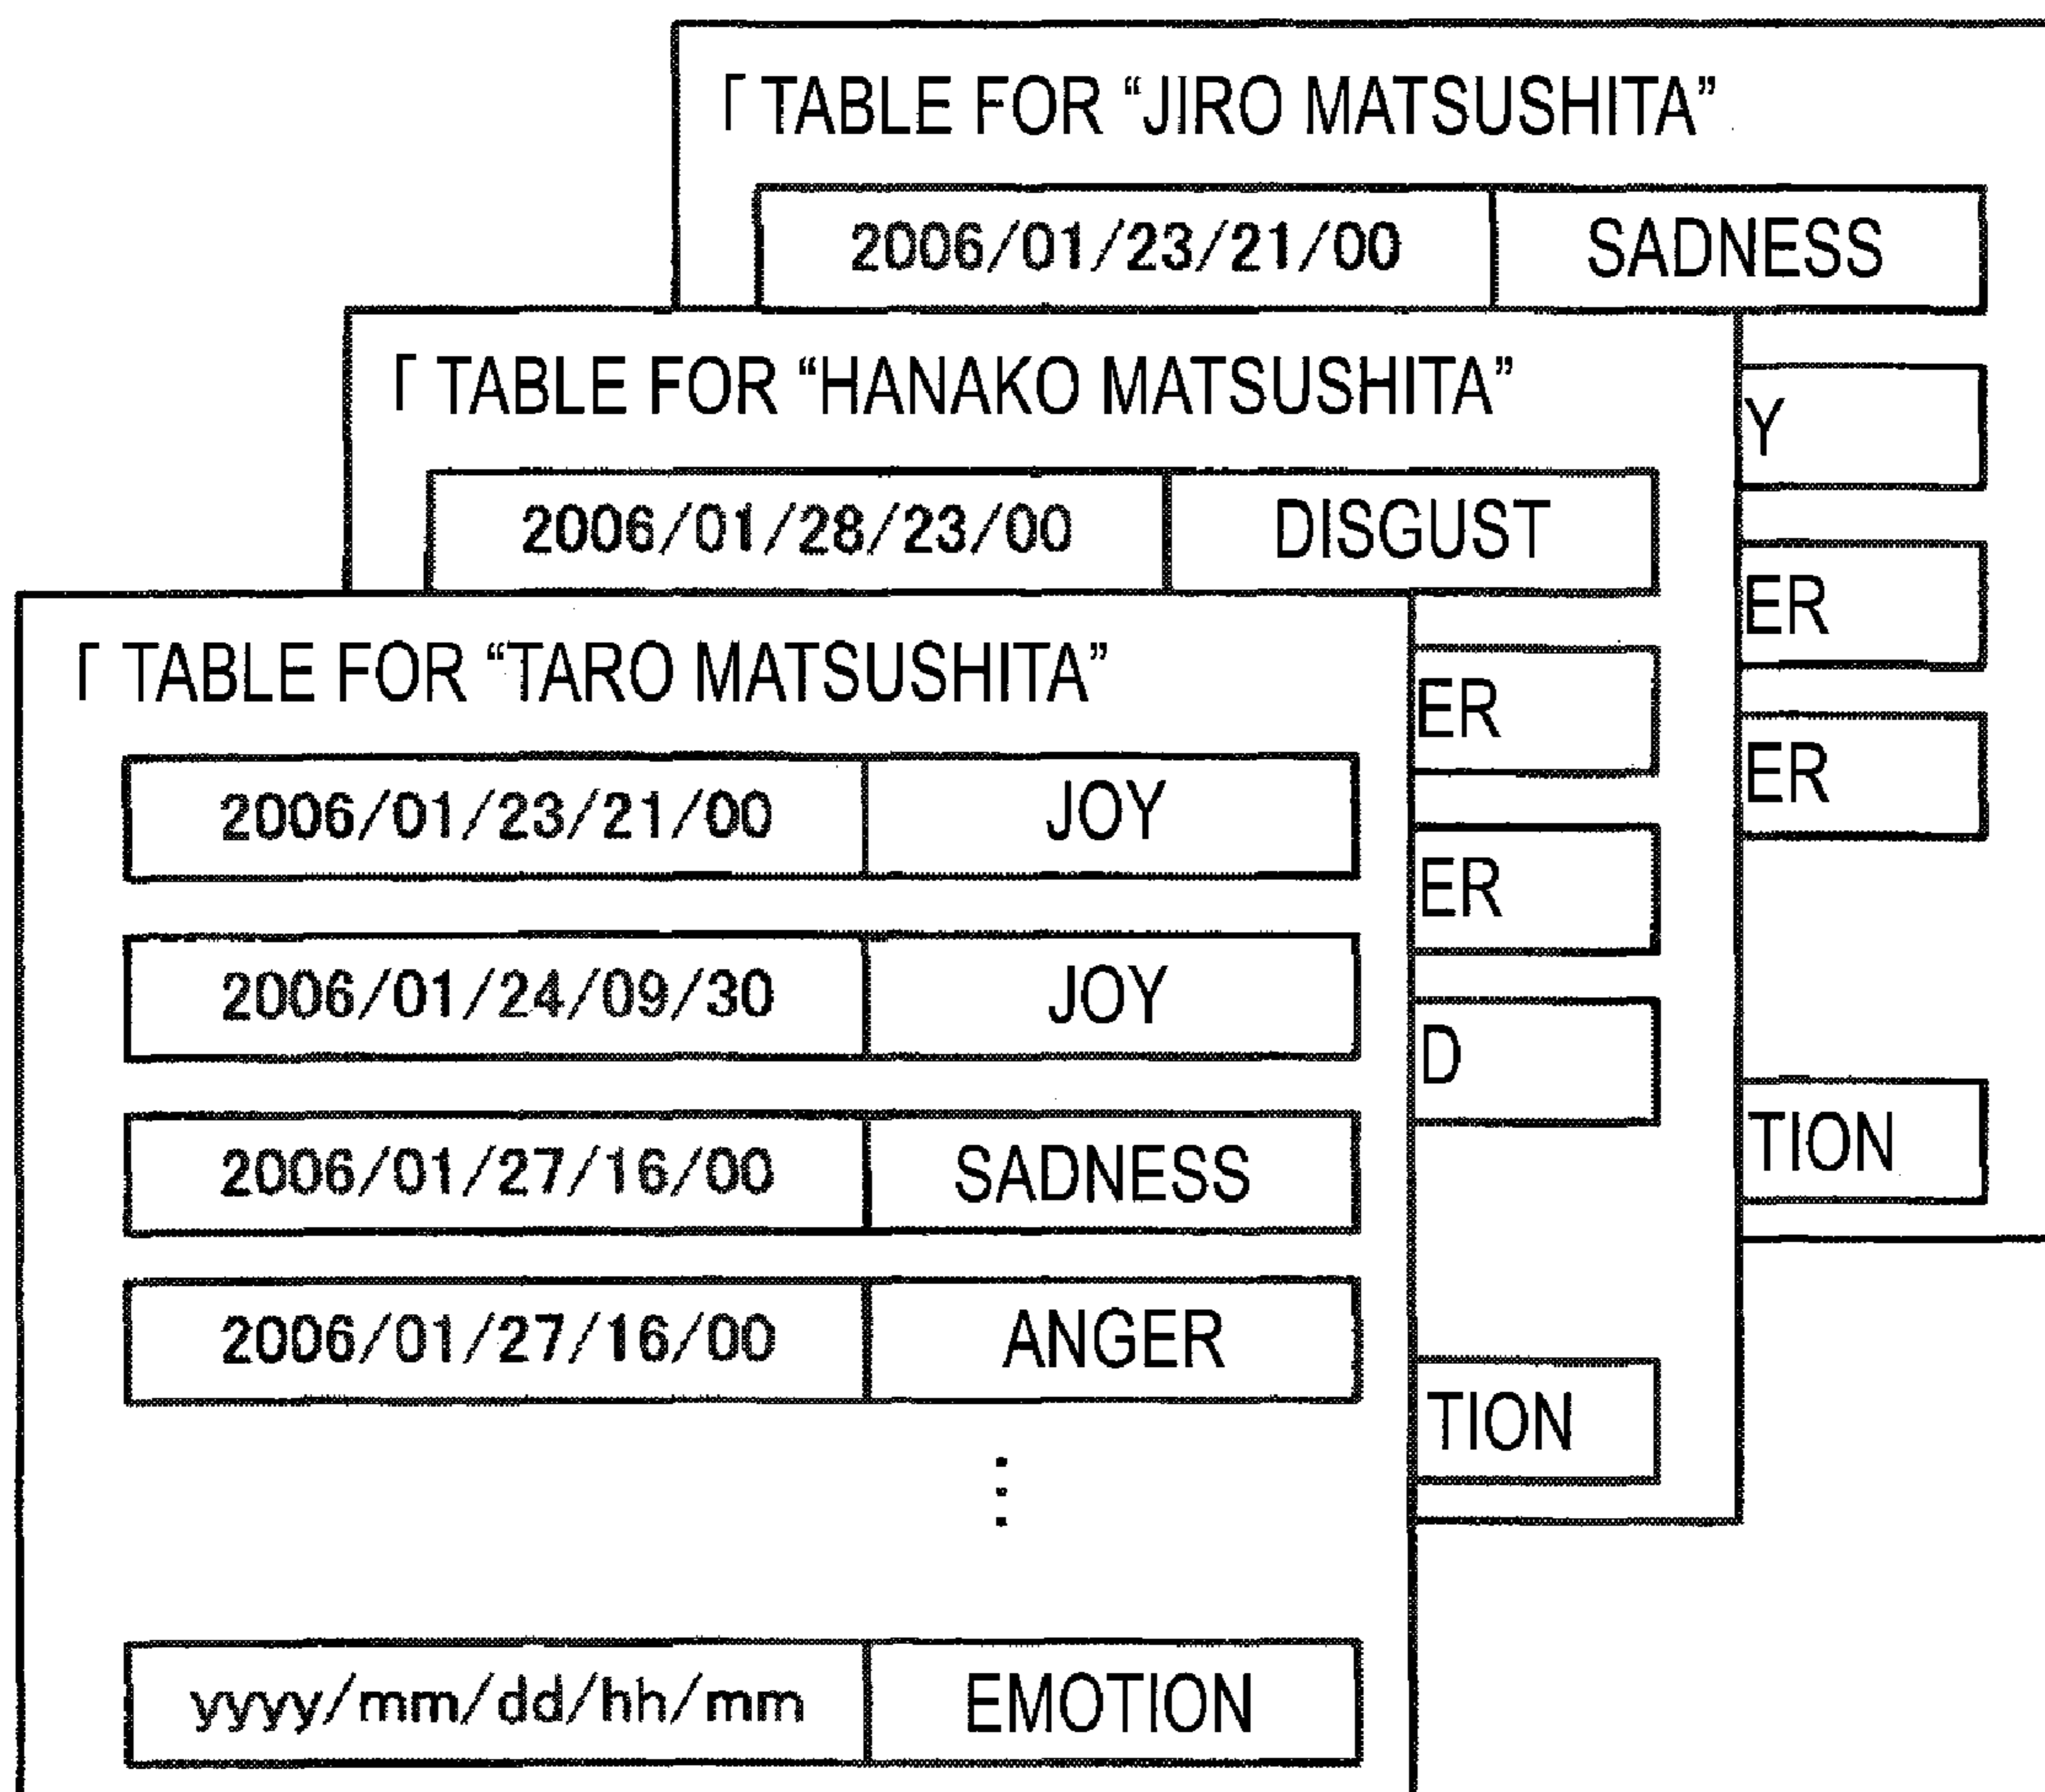 「 TABLE FOR “JIRO MATSUSHITA”
2006/01/23/21/00 SADNESS
「 TABLE FOR “HANAKO MATSUSHITA”
2006/01/28/23/00 DISGUST
「 TABLE FOR “TARO MATSUSHITA”
2006/01/23/21/00 JOY
2006/01/24/09/30 JOY
2006/01/27/16/00 SADNESS
2006/01/27/16/00 ANGER
⋮
yyyy/mm/dd/hh/mm EMOTION
ER
ER
D
TION
Y
ER
ER
TION